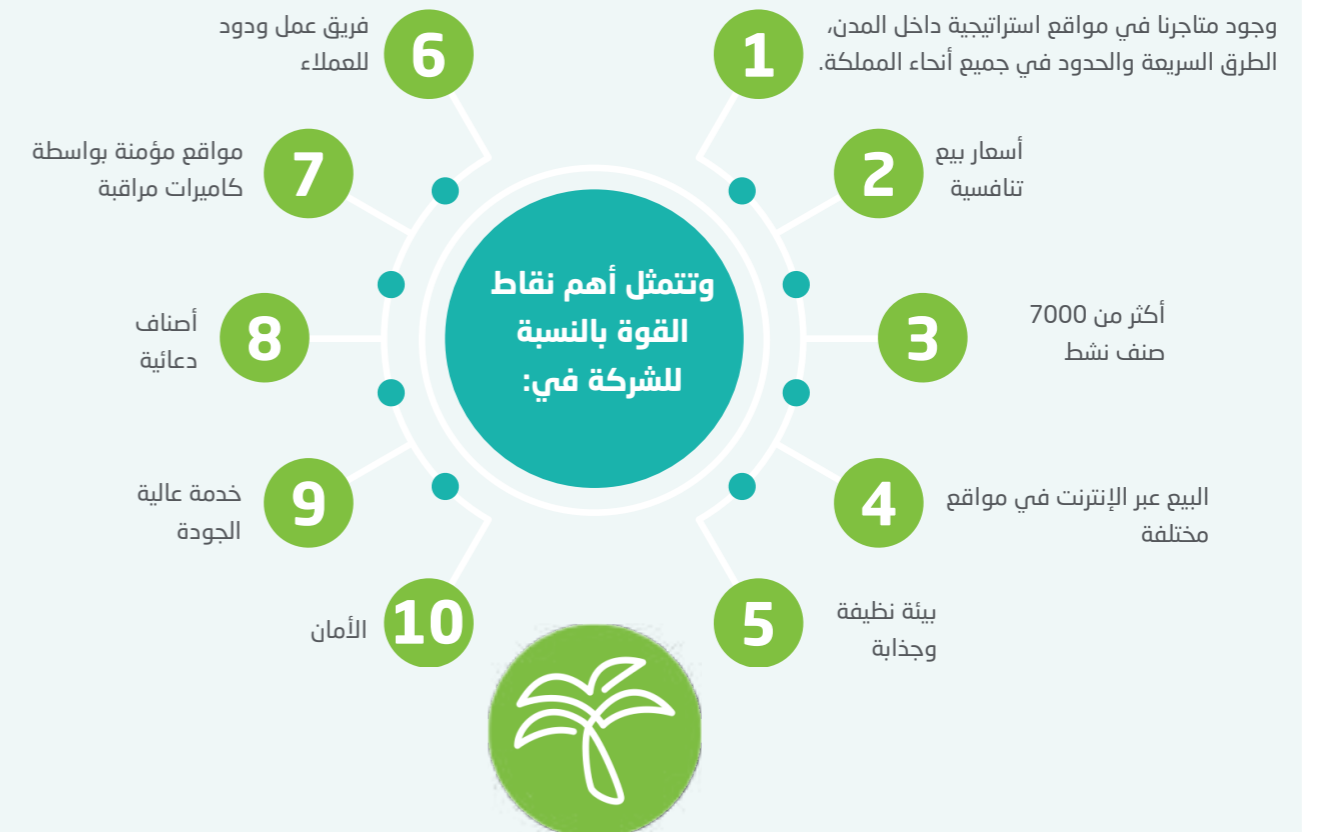 وتتمثل أهم نقاط
القوة بالنسبة
للشركة في:
1
وجود متاجرنا في مواقع استراتيجية داخل المدن،
الطرق السريعة والحدود في جميع أنحاء المملكة.
2
أسعار بيع
تنافسية
3
أكثر من 7000
صنف نشط
4
البيع عبر الإنترنت في مواقع
مختلفة
5
بيئة نظيفة
وجذابة
6
فريق عمل ودود
للعملاء
7
مواقع مؤمنة بواسطة
كاميرات مراقبة
8
أصناف
دعائية
9
خدمة عالية
الجودة
10
الأمان